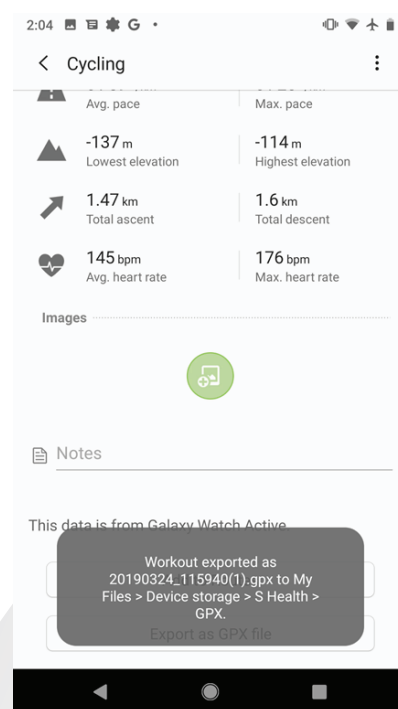 2:04
G
Cycling
Avg. pace
Max. pace
-137 m
-114 m
Lowest elevation
Highest elevation
1.47 km
1.6 km
Total ascent
Total descent
145 bpm
176 bpm
Avg. heart rate
Max. heart rate
Images
Notes
This data is from Galaxy Watch Active.
Workout exported as
20190324_115940(1).gpx to My
Files > Device storage > S Health >
GPX.
Export as GPX file